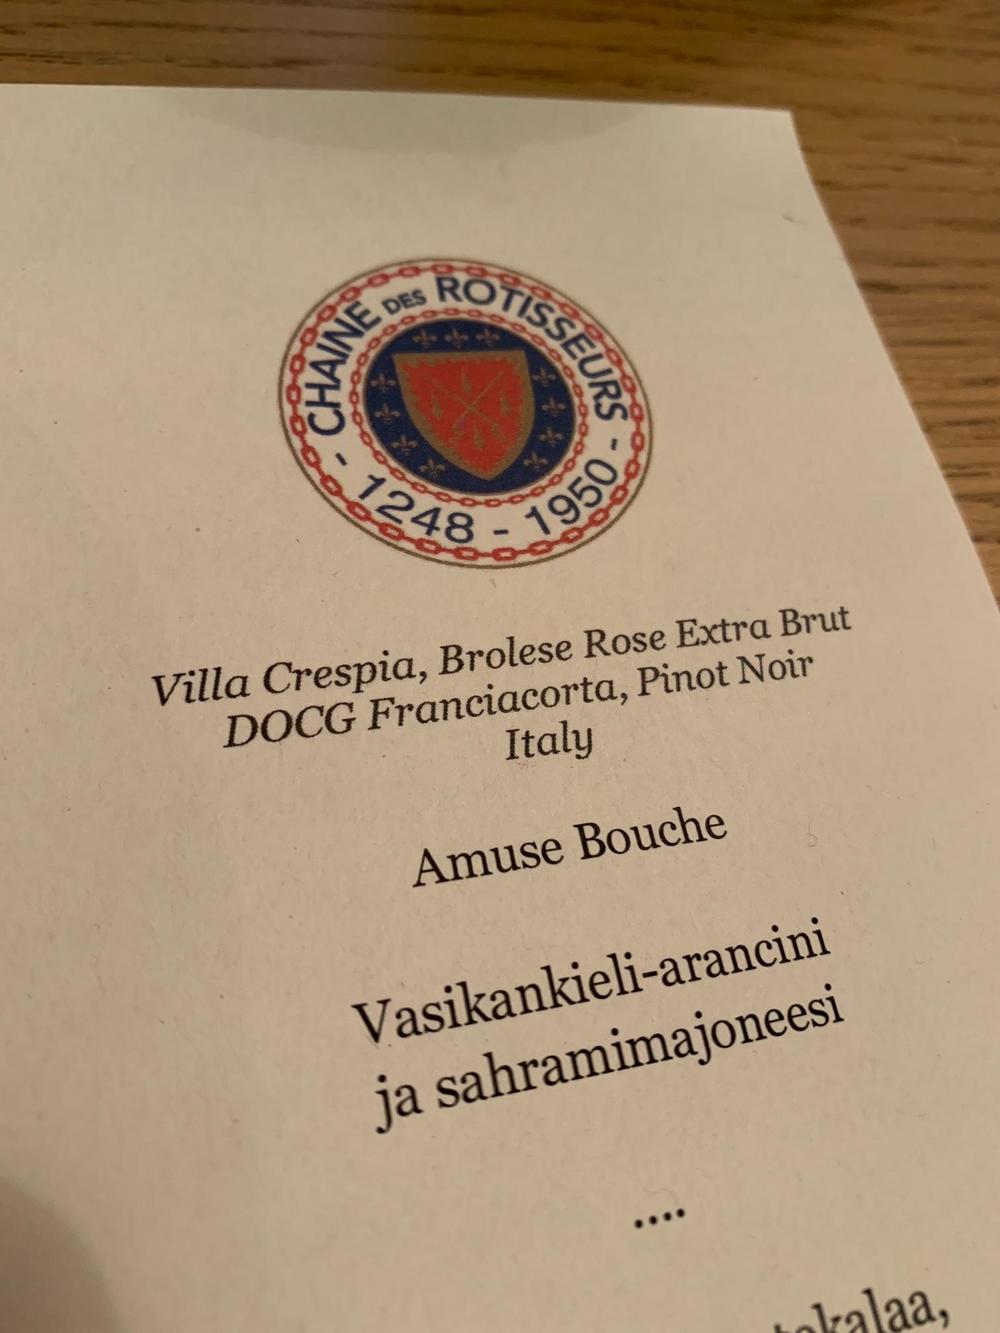 CHAINE DES ROTISSEURS
- 1248 - 1950 -
Villa Crespia, Brolese Rose Extra Brut
DOCG Franciacorta, Pinot Noir
Italy
Amuse Bouche
Vasikankieli-arancini
ja sahramimajoneesi
....